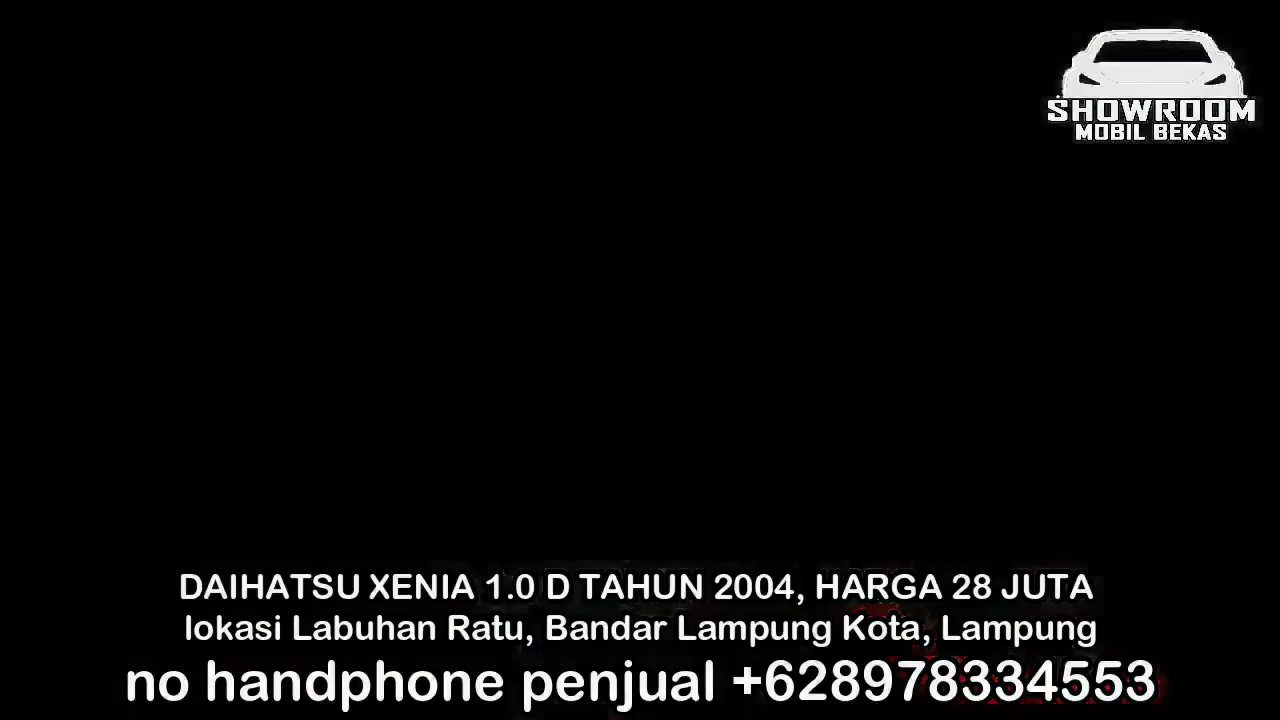 SHOWROOM
MOBIL BEKAS
DAIHATSU XENIA 1.0 D TAHUN 2004, HARGA 28 JUTA
lokasi Labuhan Ratu, Bandar Lampung Kota, Lampung
no handphone penjual +628978334553